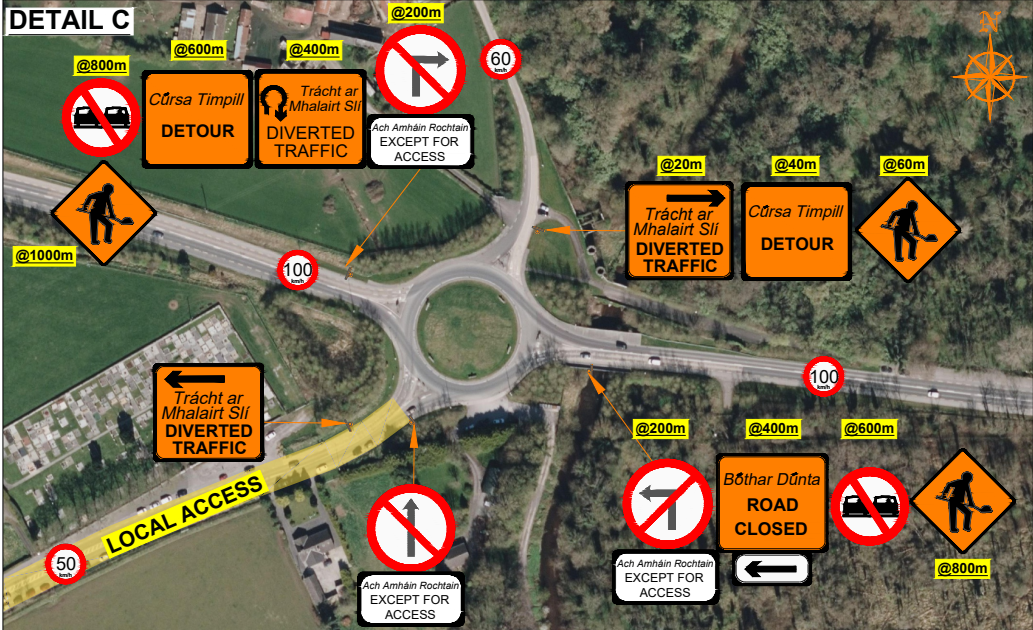 DETAIL C
@800m
@600m
Cúrsa Timpill
DETOUR
@400m
Trácht ar
Mhalairt Slí
DIVERTED
TRAFFIC
@200m
Ach Amháin Rochtain
EXCEPT FOR
ACCESS
60
km/h
N
@1000m
100
km/h
@20m
Trácht ar
Mhalairt Slí
DIVERTED
TRAFFIC
@40m
Cúrsa Timpill
DETOUR
@60m
100
km/h
Trácht ar
Mhalairt Slí
DIVERTED
TRAFFIC
LOCAL ACCESS
50
km/h
Ach Amháin Rochtain
EXCEPT FOR
ACCESS
@200m
Ach Amháin Rochtain
EXCEPT FOR
ACCESS
@400m
Bóthar Dúnta
ROAD
CLOSED
@600m
@800m